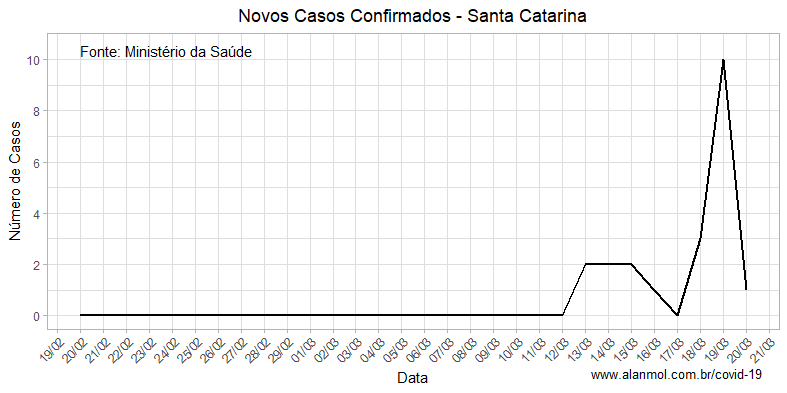 Novos Casos Confirmados - Santa Catarina
Fonte: Ministério da Saúde
Número de Casos
10
8
6
4
2
0
19/02 20/02 21/02 22/02 23/02 24/02 25/02 26/02 27/02 28/02 29/02 01/03 02/03 03/03 04/03 05/03 06/03 07/03 08/03 09/03 10/03 11/03 12/03 13/03 14/03 15/03 16/03 17/03 18/03 19/03 20/03 21/03
Data
www.alanmol.com.br/covid-19